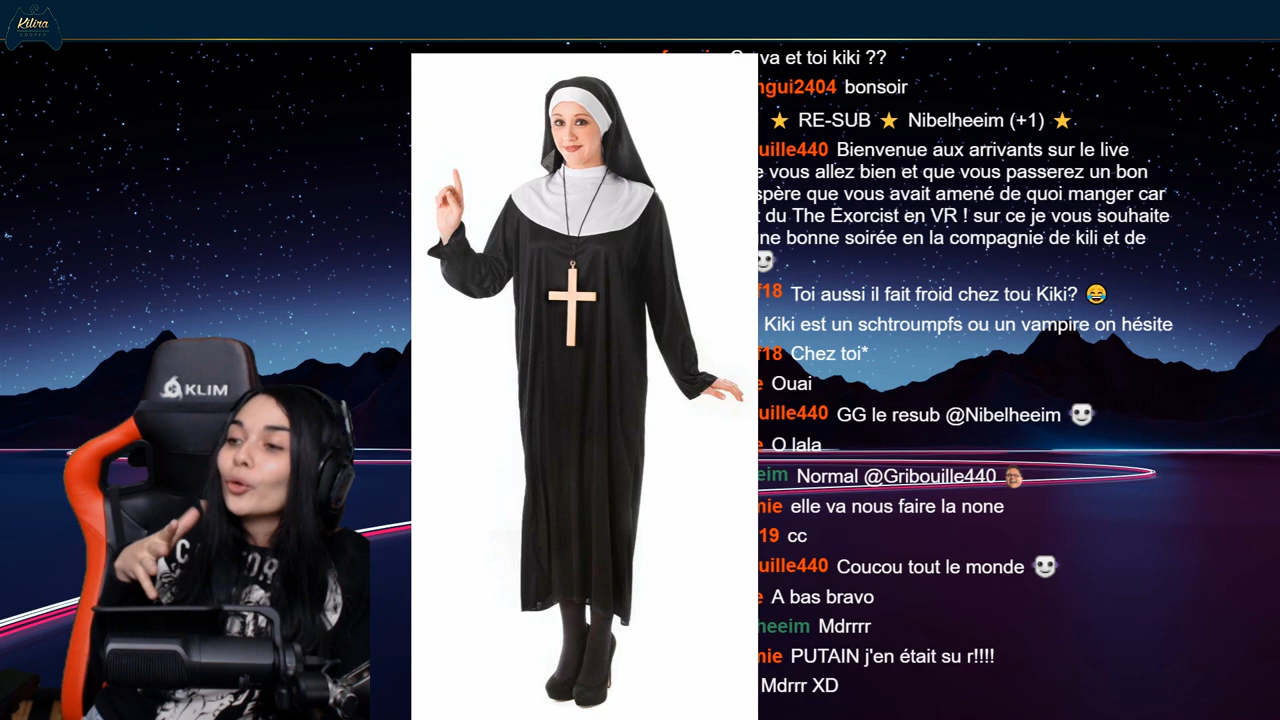 Kilira
va et toi kiki ??
ngui2404 bonsoir
RE-SUB Nibelheeim (+1)
uille440 Bienvenue aux arrivants sur le live
e vous allez bien et que vous passerez un bon
spère que vous avait amené de quoi manger car
du The Exorcist en VR ! sur ce je vous souhaite
ne bonne soirée en la compagnie de kili et de
f18 Toi aussi il fait froid chez tou Kiki?
Kiki est un schtroumpfs ou un vampire on hésite
f18 Chez toi*
e Ouai
uille440 GG le resub @Nibelheeim
e O lala
eim Normal @Gribouille440
KLIM
mie elle va nous faire la none
19 cc
uille440 Coucou tout le monde
e A bas bravo
heeim Mdrrrr
mie PUTAIN j'en était su r!!!!
Mdrrr XD